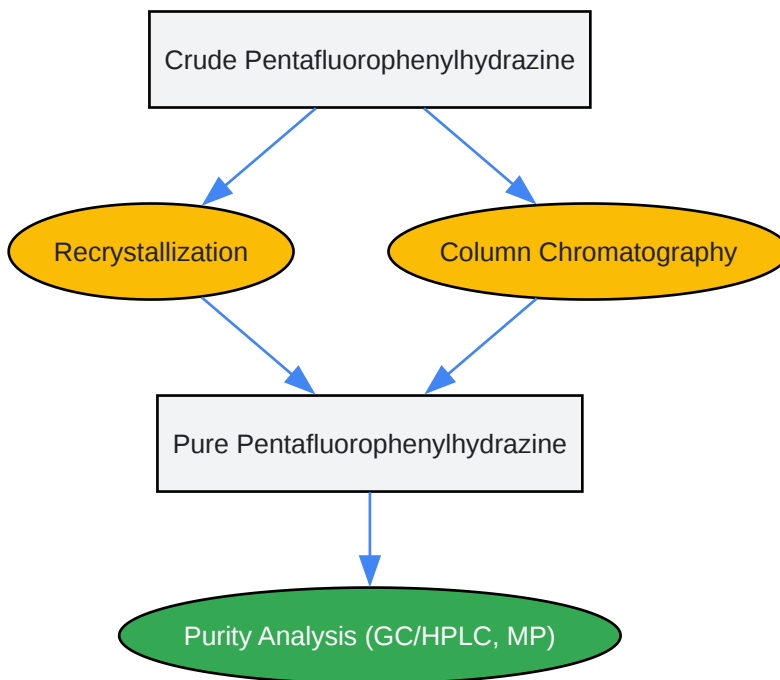 Crude Pentafluorophenylhydrazine
Recrystallization
Column Chromatography
Pure Pentafluorophenylhydrazine
Purity Analysis (GC/HPLC, MP)